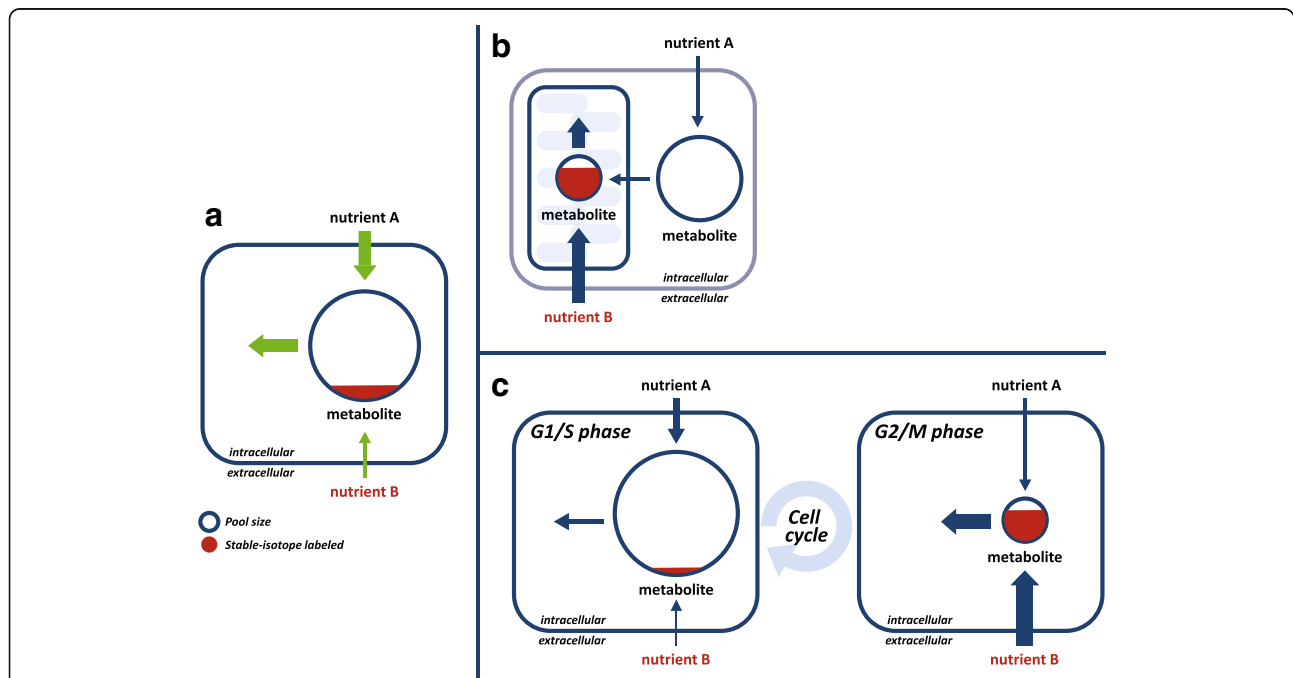 a
nutrient A
metabolite
intracellular
extracellular
nutrient B
Pool size
Stable-isotope labeled
b
nutrient A
metabolite
metabolite
intracellular
extracellular
nutrient B
c
nutrient A
G1/S phase
metabolite
intracellular
extracellular
nutrient B
Cell
cycle
nutrient A
G2/M phase
metabolite
intracellular
extracellular
nutrient B